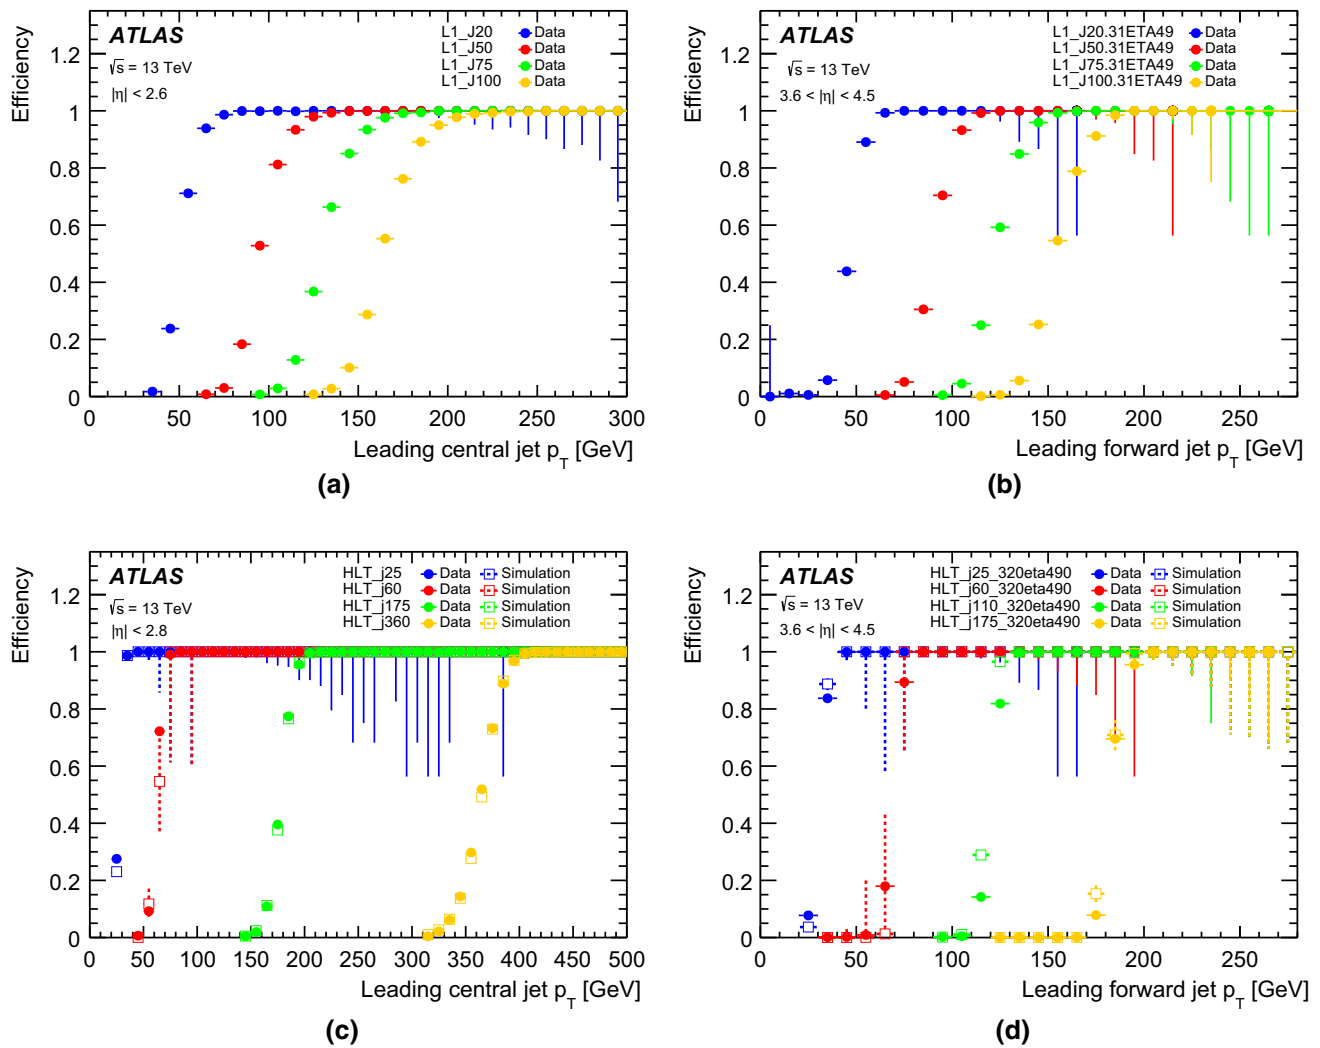 Efficiency
1.2
1
0.8
0.6
0.4
0.2
0
ATLAS
√s = 13 TeV
|η| < 2.6
L1_J20 Data
L1_J50 Data
L1_J75 Data
L1_J100 Data
0 50 100 150 200 250 300
Leading central jet p_T [GeV]
(a)
Efficiency
1.2
1
0.8
0.6
0.4
0.2
0
ATLAS
√s = 13 TeV
3.6 < |η| < 4.5
L1_J20.31ETA49 Data
L1_J50.31ETA49 Data
L1_J75.31ETA49 Data
L1_J100.31ETA49 Data
0 50 100 150 200 250
Leading forward jet p_T [GeV]
(b)
Efficiency
1.2
1
0.8
0.6
0.4
0.2
0
ATLAS
√s = 13 TeV
|η| < 2.8
HLT_j25 Data Simulation
HLT_j60 Data Simulation
HLT_j175 Data Simulation
HLT_j360 Data Simulation
0 50 100 150 200 250 300 350 400 450 500
Leading central jet p_T [GeV]
(c)
Efficiency
1.2
1
0.8
0.6
0.4
0.2
0
ATLAS
√s = 13 TeV
3.6 < |η| < 4.5
HLT_j25_320eta490 Data Simulation
HLT_j60_320eta490 Data Simulation
HLT_j110_320eta490 Data Simulation
HLT_j175_320eta490 Data Simulation
0 50 100 150 200 250
Leading forward jet p_T [GeV]
(d)